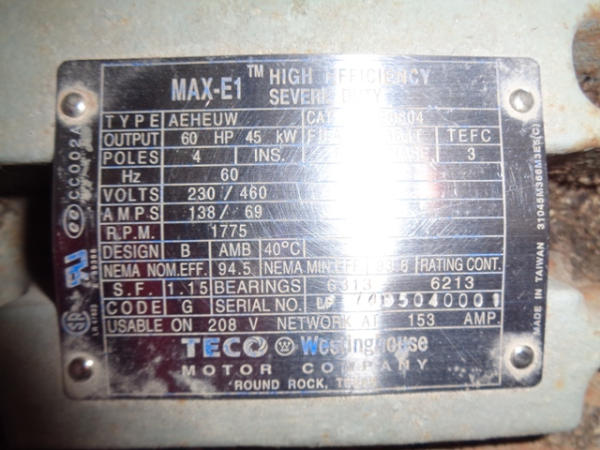 MAX-E1 ™ HIGH EFFICIENCY
SEVERE DUTY
TYPE AEHEUW
OUTPUT 60 HP 45 kW TEFC
POLES 4 INS. 3
Hz 60
VOLTS 230 / 460
AMPS 138 / 69
R.P.M. 1775
DESIGN B AMB 40°C
NEMA NOM.EFF. 94.5 NEMA MIN.EFF. RATING CONT.
S.F. 1.15 BEARINGS 6313 6213
CODE G SERIAL NO.
USABLE ON 208 V NETWORK AT 153 AMP
TECO Westinghouse
MOTOR COMPANY
ROUND ROCK,
CC002A
MADE IN TAIWAN